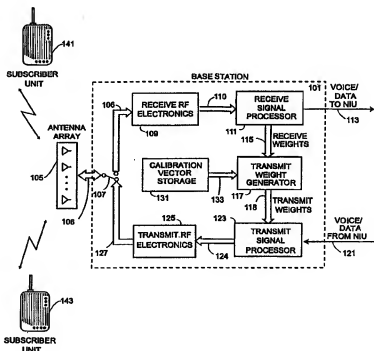 141
SUBSCRIBER
UNIT
BASE STATION
106
110
101
VOICE/
DATA
TO NIU
113
RECEIVE RF
ELECTRONICS
109
RECEIVE
SIGNAL
PROCESSOR
111
115
RECEIVE
WEIGHTS
ANTENNA
ARRAY
105
106
107
CALIBRATION
VECTOR
STORAGE
131
133
TRANSMIT
WEIGHT
GENERATOR
117
118
TRANSMIT
WEIGHTS
125
TRANSMIT.RF
ELECTRONICS
127
124
123
TRANSMIT
SIGNAL
PROCESSOR
VOICE/
DATA
FROM NIU
121
143
SUBSCRIBER
UNIT